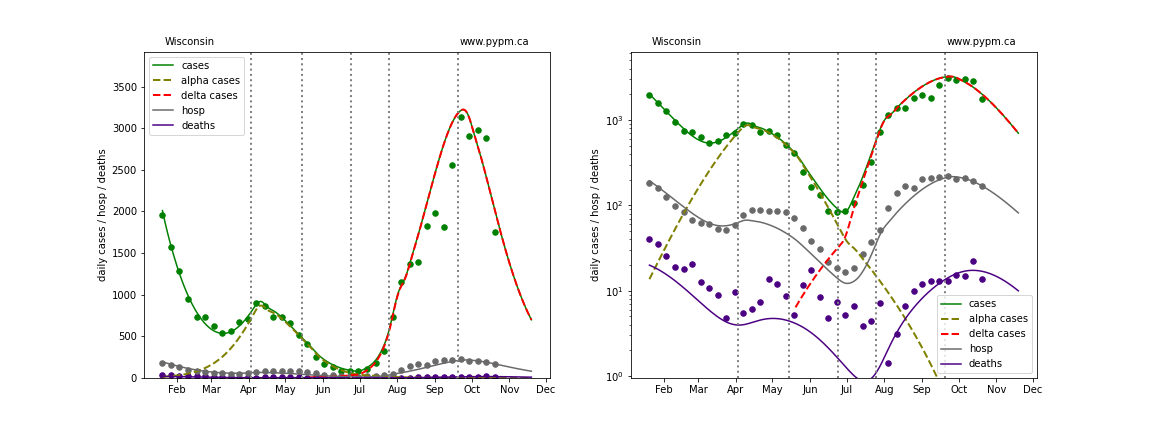 Wisconsin www.pypm.ca
cases
alpha cases
delta cases
hosp
deaths
daily cases / hosp / deaths
3500
3000
2500
2000
1500
1000
500
0
Feb Mar Apr May Jun Jul Aug Sep Oct Nov Dec
Wisconsin www.pypm.ca
daily cases / hosp / deaths
10³
10²
10¹
10⁰
cases
alpha cases
delta cases
hosp
deaths
Feb Mar Apr May Jun Jul Aug Sep Oct Nov Dec